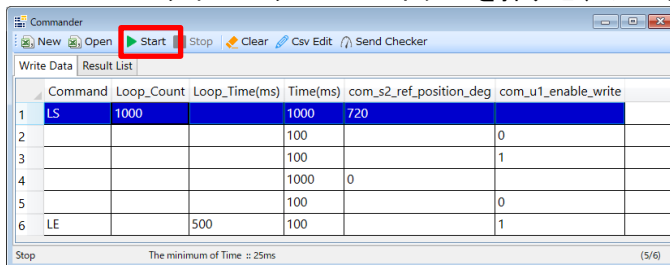 Commander
New Open Start Stop Clear Csv Edit Send Checker
Write Data Result List
Command Loop_Count Loop_Time(ms) Time(ms) com_s2_ref_position_deg com_u1_enable_write
1 LS 1000 1000 720
2 100 0
3 100 1
4 1000 0
5 100 0
6 LE 500 100 1
Stop The minimum of Time :: 25ms (5/6)